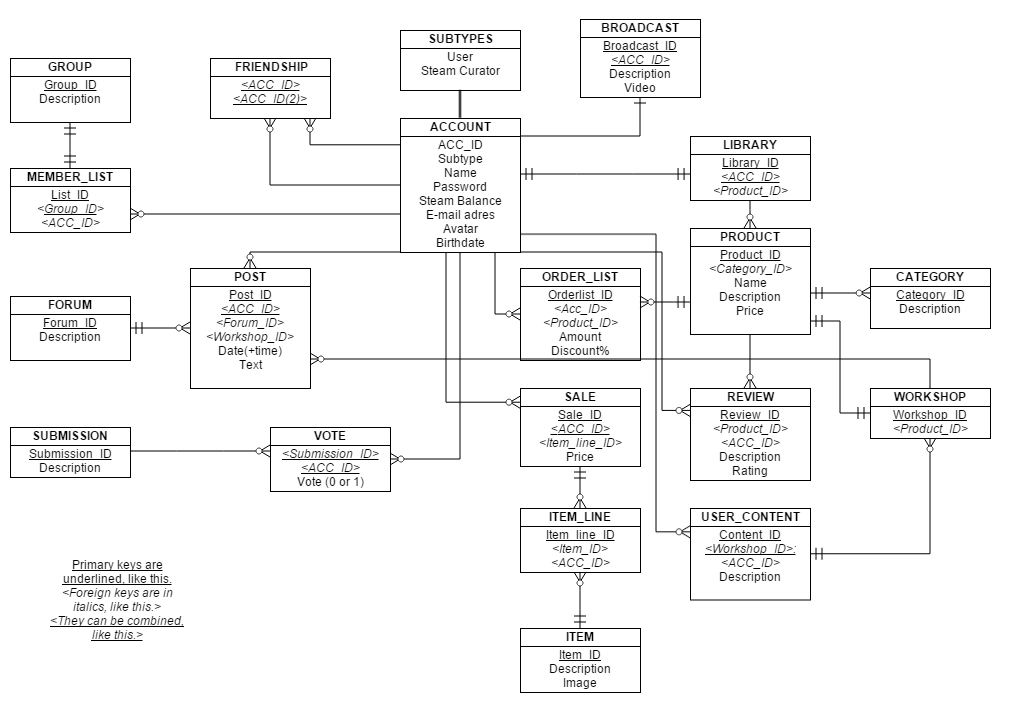 GROUP
Group_ID
Description
FRIENDSHIP
<ACC_ID>
<ACC_ID(2)>
SUBTYPES
User
Steam Curator
BROADCAST
Broadcast_ID
<ACC_ID>
Description
Video
MEMBER_LIST
List_ID
<Group_ID>
<ACC_ID>
ACCOUNT
ACC_ID
Subtype
Name
Password
Steam Balance
E-mail adres
Avatar
Birthdate
LIBRARY
Library_ID
<ACC_ID>
<Product_ID>
PRODUCT
Product_ID
<Category_ID>
Name
Description
Price
CATEGORY
Category_ID
Description
FORUM
Forum_ID
Description
POST
Post_ID
<ACC_ID>
<Forum_ID>
<Workshop_ID>
Date(+time)
Text
ORDER_LIST
Orderlist_ID
<Acc_ID>
<Product_ID>
Amount
Discount%
SALE
Sale_ID
<ACC_ID>
<Item_line_ID>
Price
REVIEW
Review_ID
<Product_ID>
<ACC_ID>
Description
Rating
WORKSHOP
Workshop_ID
<Product_ID>
SUBMISSION
Submission_ID
Description
VOTE
<Submission_ID>
<ACC_ID>
Vote (0 or 1)
ITEM_LINE
Item_line_ID
<Item_ID>
<ACC_ID>
USER_CONTENT
Content_ID
<Workshop_ID>:
<ACC_ID>
Description
Primary keys are
underlined, like this.
<Foreign keys are in
italics, like this.>
<They can be combined,
like this.>
ITEM
Item_ID
Description
Image